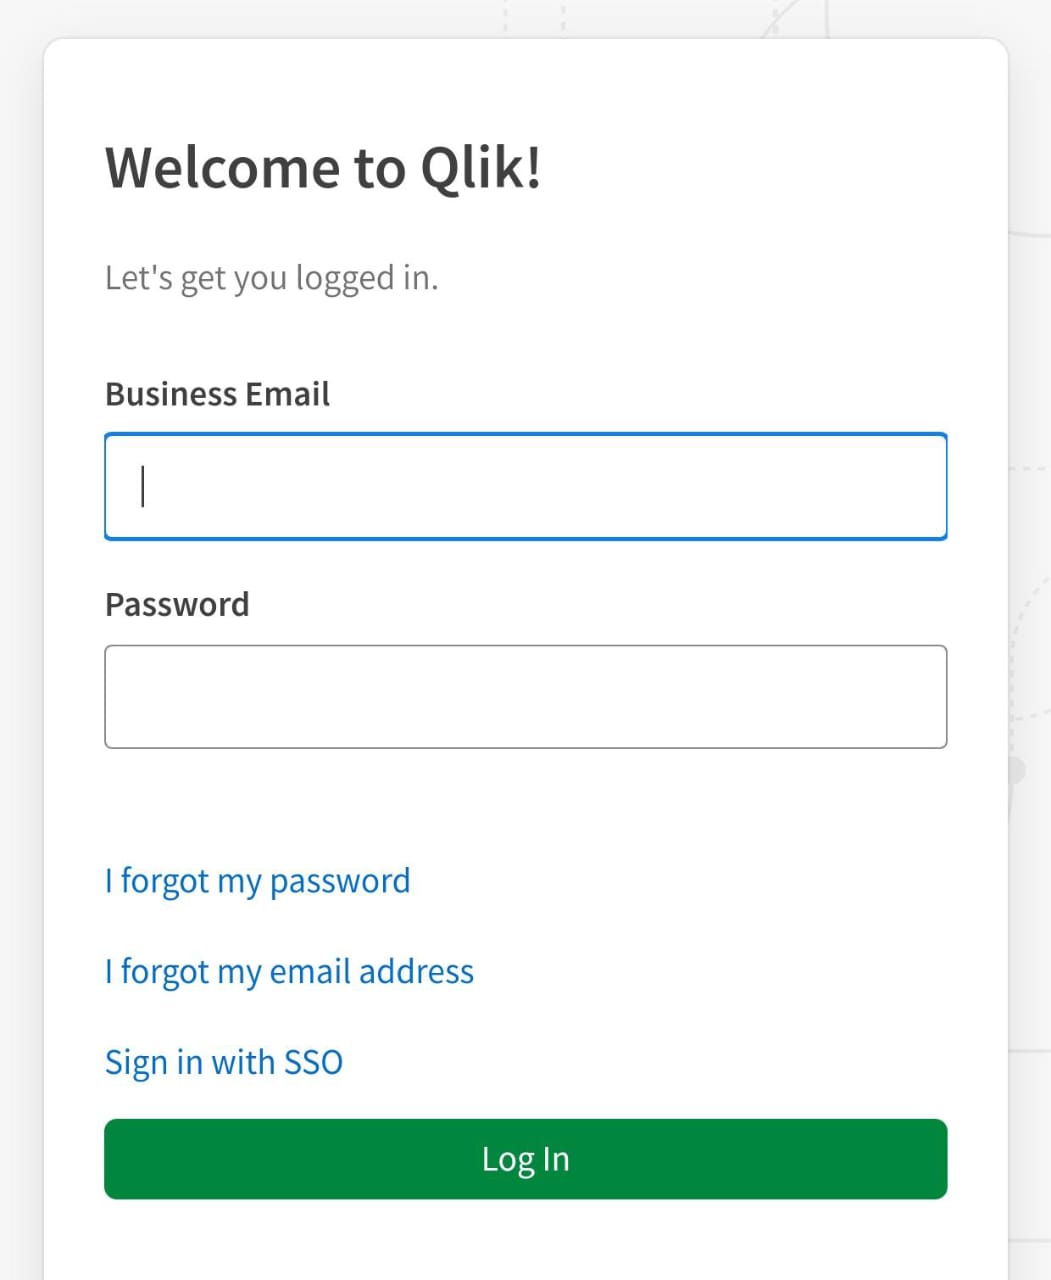 Welcome to Qlik!
Let's get you logged in.
Business Email
Password
I forgot my password
I forgot my email address
Sign in with SSO
Log In